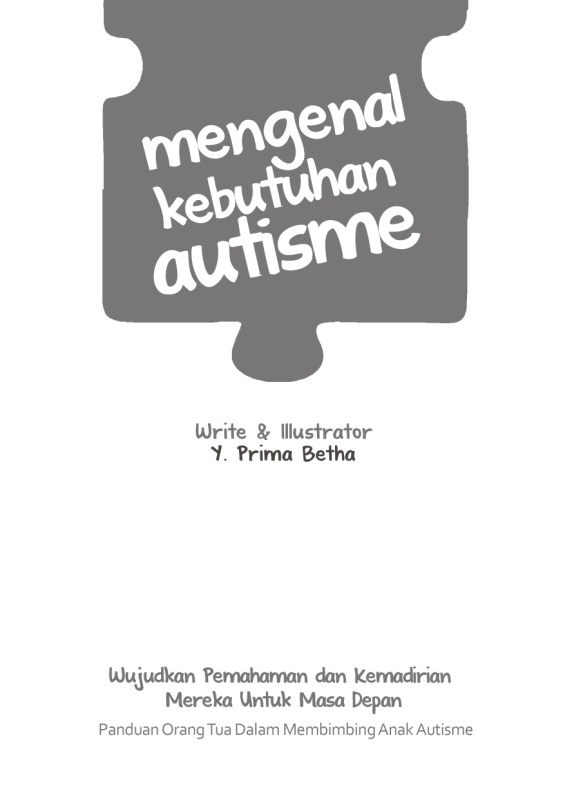 mengenal
kebutuhan
autisme
Write & Illustrator
Y. Prima Betha
Wujudkan Pemahaman dan Kemadirian
Mereka Untuk Masa Depan
Panduan Orang Tua Dalam Membimbing Anak Autisme